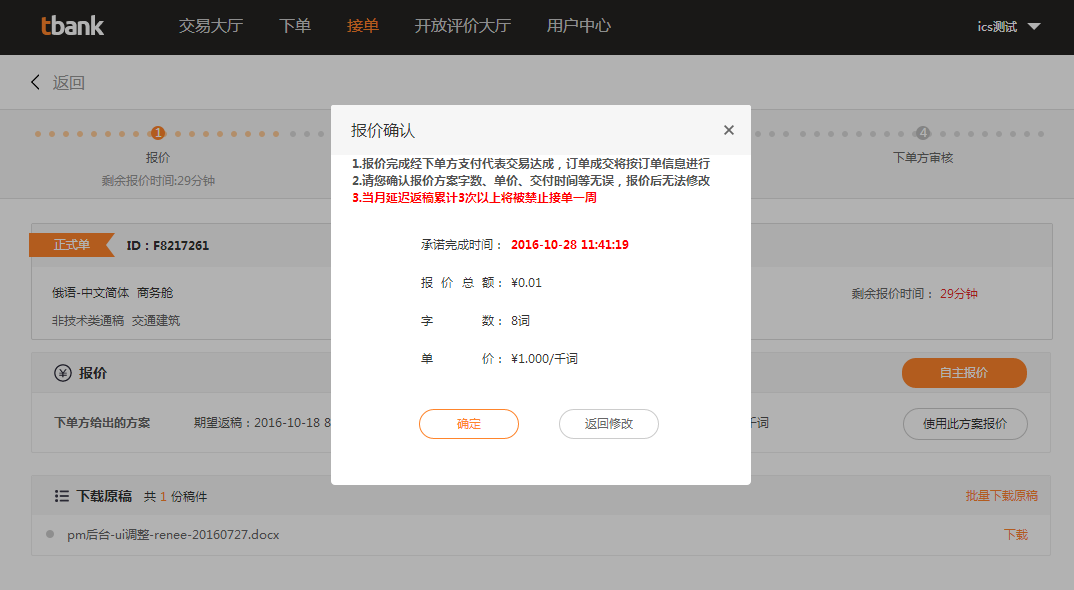 tbank 交易大厅 下单 接单 开放评价大厅 用户中心 ics测试
返回
1 4
报价 下单方审核
剩余报价时间:29分钟
报价确认 ×
1.报价完成经下单方支付代表交易达成，订单成交将按订单信息进行
2.请您确认报价方案字数、单价、交付时间等无误，报价后无法修改
3.当月延迟返稿累计3次以上将被禁止接单一周
承诺完成时间： 2016-10-28 11:41:19
报价总额： ¥0.01
字数： 8词
单价： ¥1.000/千词
确定 返回修改
正式单 ID：F8217261
俄语-中文简体 商务舱 剩余报价时间： 29分钟
非技术类通稿 交通建筑
¥ 报价 自主报价
下单方给出的方案 期望返稿：2016-10-18 8 千词 使用此方案报价
下载原稿 共 1 份稿件 批量下载原稿
pm后台-ui调整-renee-20160727.docx 下载